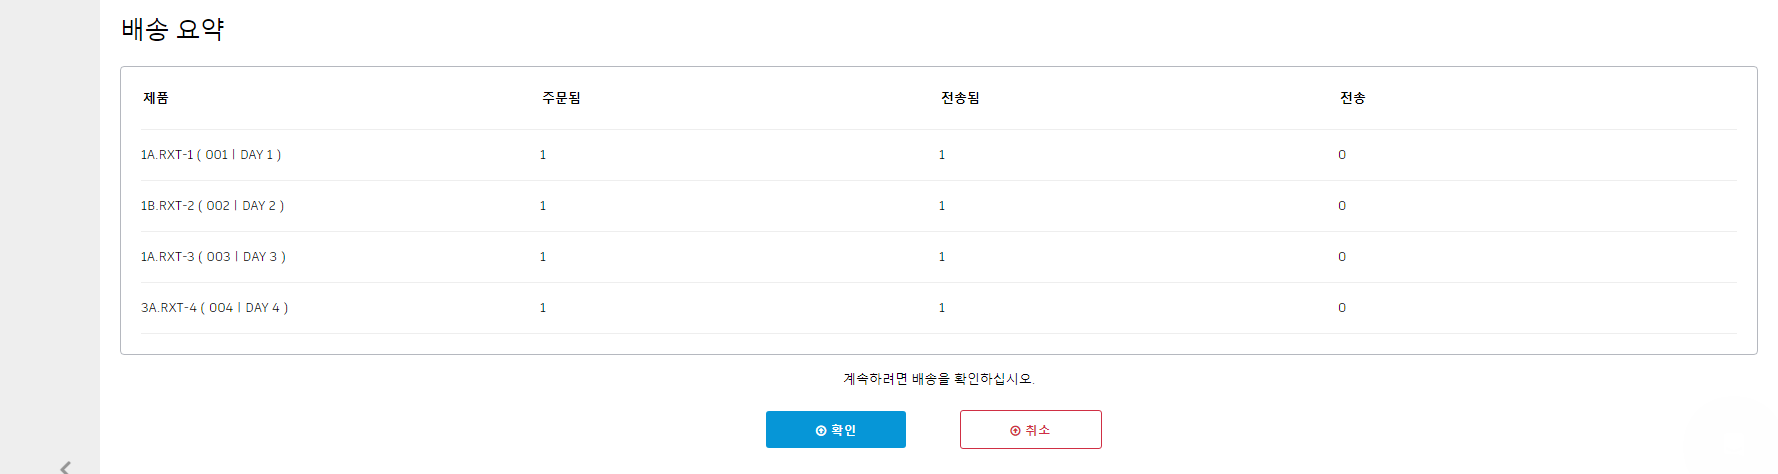 배송 요약
제품 주문됨 전송됨 전송
1A.RXT-1 ( 001 | DAY 1 ) 1 1 0
1B.RXT-2 ( 002 | DAY 2 ) 1 1 0
1A.RXT-3 ( 003 | DAY 3 ) 1 1 0
3A.RXT-4 ( 004 | DAY 4 ) 1 1 0
계속하려면 배송을 확인하십시오.
확인 취소